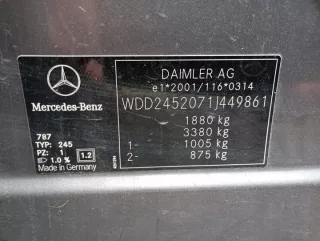 DAIMLER AG
e1*2001/116*0314
WDD2452071J449861
1880 kg
3380 kg
1- 1005 kg
2- 875 kg
Mercedes-Benz
787
TYP: 245
PZ: 1
1.0 % 1.2
Made in Germany